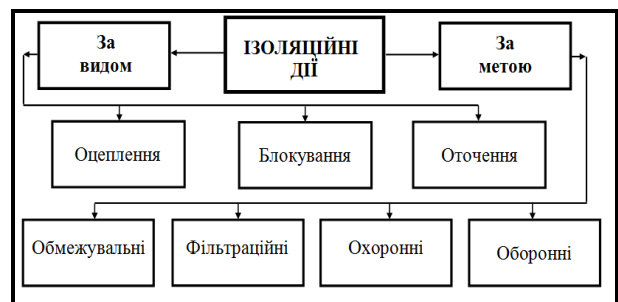 За
видом
ІЗОЛЯЦІЙНІ
ДІЇ
За
метою
Оцеплення
Блокування
Оточення
Обмежувальні
Фільтраційні
Охоронні
Оборонні